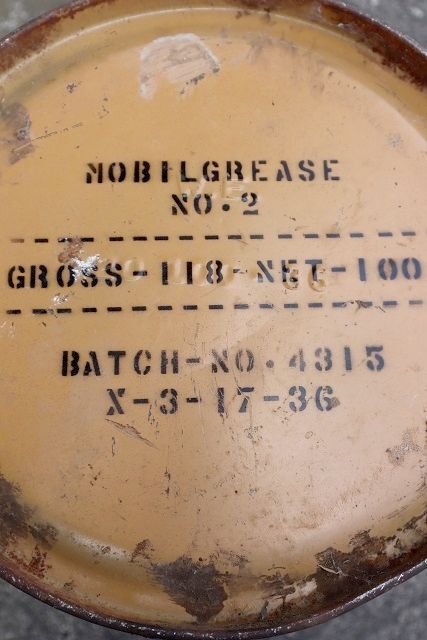 MOBILGREASE
NO. 2
GROSS-118-NET-100
BATCH-NO. 4315
X-3-17-36